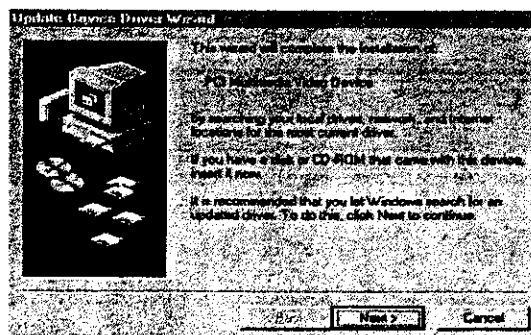 Update Device Driver Wizard
This wizard will complete the installation of:
PCI Multimedia Video Device
by searching your local drives, network, and Internet
locations for the most current driver.
If you have a disk or CD-ROM that came with this device,
insert it now.
It is recommended that you let Windows search for an
updated driver. To do this, click Next to continue.
Next >
Cancel